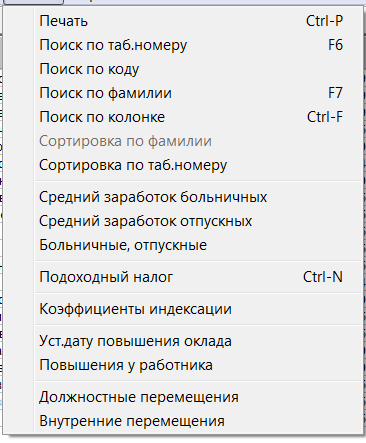 Печать Ctrl-P
Поиск по таб.номеру F6
Поиск по коду
Поиск по фамилии F7
Поиск по колонке Ctrl-F
Сортировка по фамилии
Сортировка по таб.номеру
Средний заработок больничных
Средний заработок отпускных
Больничные, отпускные
Подоходный налог Ctrl-N
Коэффициенты индексации
Уст.дату повышения оклада
Повышения у работника
Должностные перемещения
Внутренние перемещения